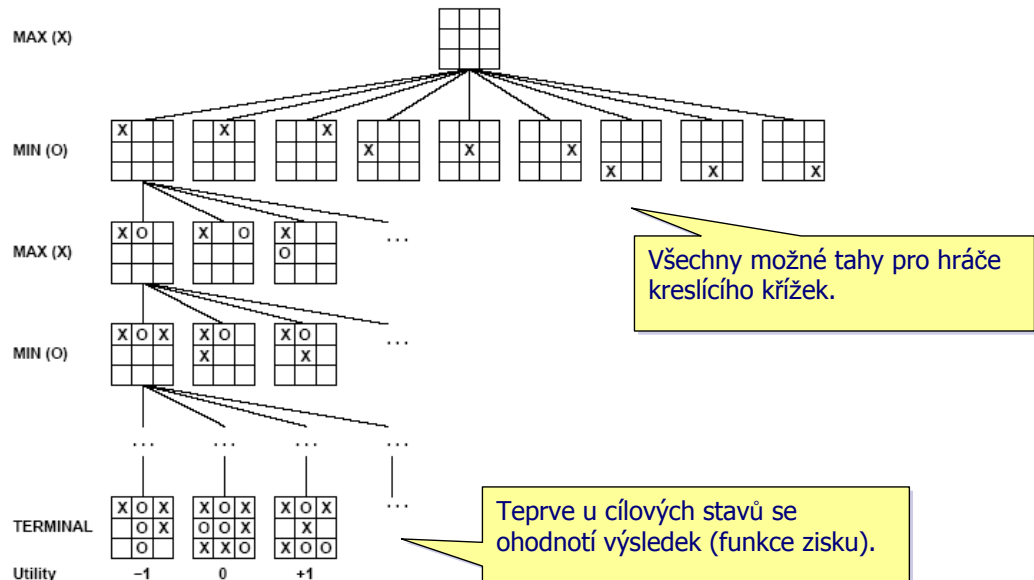 MAX (X)
X X X
MIN (O) X X X
X X X
X O X O X
MAX (X) O ...
Všechny možné tahy pro hráče
kreslícího křížek.
X O X X O X O
MIN (O) X X ...
... ... ... ...
X O X X O X X O X ...
TERMINAL O X O O X X
O X X O X O O
Teprve u cílových stavů se
ohodnotí výsledek (funkce zisku).
Utility −1 0 +1